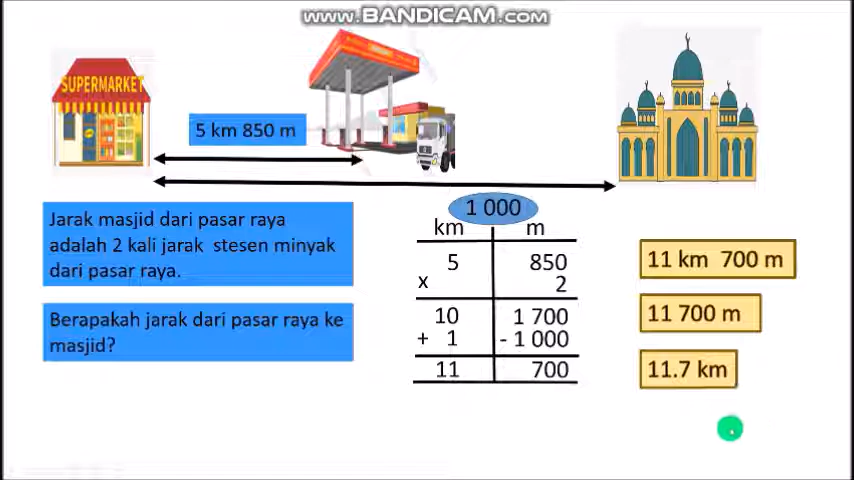 www.BANDICAM.com
SUPERMARKET
5 km 850 m
Jarak masjid dari pasar raya
adalah 2 kali jarak stesen minyak
dari pasar raya.
Berapakah jarak dari pasar raya ke
masjid?
1 000
km m
5 850
x 2
10 1 700
+ 1 - 1 000
11 700
11 km 700 m
11 700 m
11.7 km